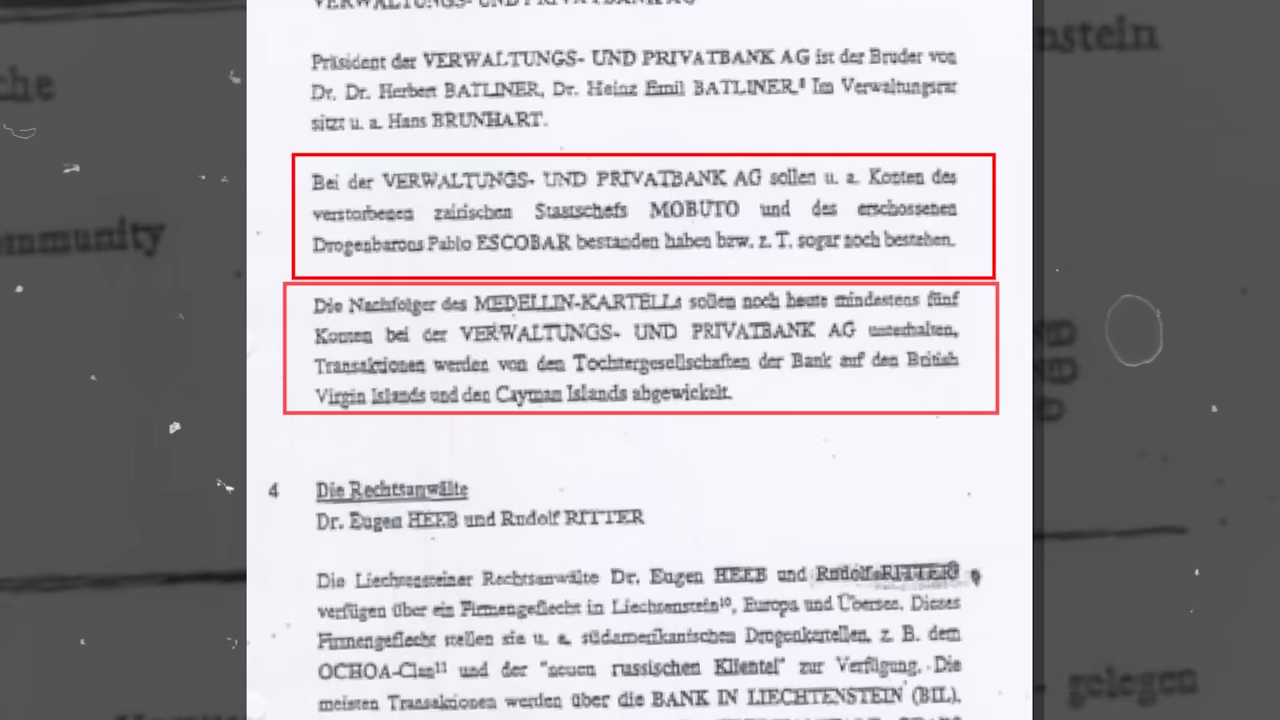 VERWALTUNGS- UND PRIVATBANK AG
Präsident der VERWALTUNGS- UND PRIVATBANK AG ist der Bruder von
Dr. Dr. Herbert BATLINER, Dr. Heinz Emil BATLINER.⁸ Im Verwaltungsrat
sitzt u. a. Hans BRUNHART.
Bei der VERWALTUNGS- UND PRIVATBANK AG sollen u. a. Konten des
verstorbenen zairischen Staatschefs MOBUTO und des erschossenen
Drogenbarons Pablo ESCOBAR bestanden haben bzw. z. T. sogar noch bestehen.
Die Nachfolger des MEDELLIN-KARTELLs sollen noch heute mindestens fünf
Konten bei der VERWALTUNGS- UND PRIVATBANK AG unterhalten,
Transaktionen werden von den Tochtergesellschaften der Bank auf den British
Virgin Islands und den Cayman Islands abgewickelt.
4 Die Rechtsanwälte
Dr. Eugen HEEB und Rudolf RITTER
Die Liechtensteiner Rechtsanwälte Dr. Eugen HEEB und Rudolf RITTER⁹
verfügen über ein Firmengeflecht in Liechtenstein¹⁰, Europa und Übersee. Dieses
Firmengeflecht stellen sie u. a. südamerikanischen Drogenkartellen, z. B. dem
OCHOA-Clan¹¹ und der "neuen russischen Klientel" zur Verfügung. Die
meisten Transaktionen werden über die BANK IN LIECHTENSTEIN (BIL),
che
mmunity
nstein
gelegen